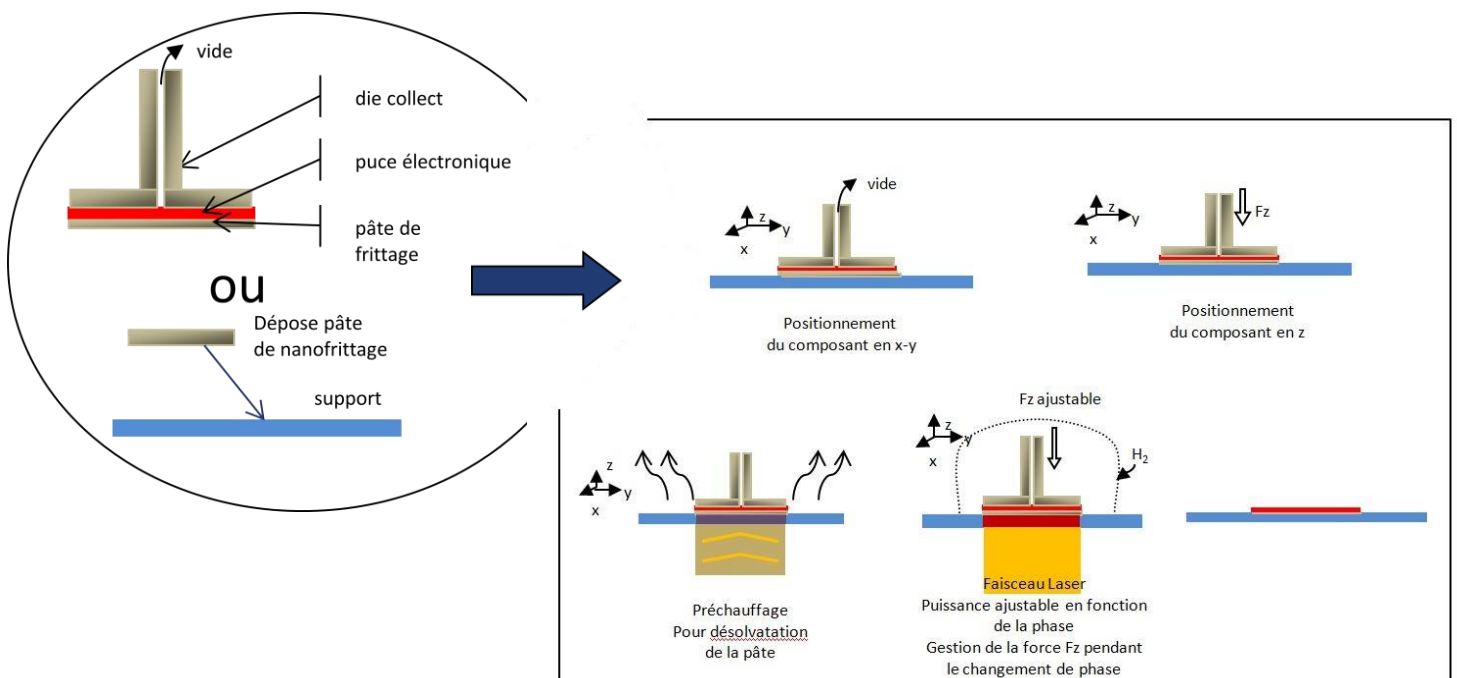 vide
die collect
puce électronique
pâte de
frittage
ou
Dépose pâte
de nanofrittage
support
vide
z
y
x
Positionnement
du composant en x-y
z
y
x
Fz
Positionnement
du composant en z
z
y
x
Préchauffage
Pour désolvatation
de la pâte
Fz ajustable
z
y
x
H₂
Faisceau Laser
Puissance ajustable en fonction
de la phase
Gestion de la force Fz pendant
le changement de phase